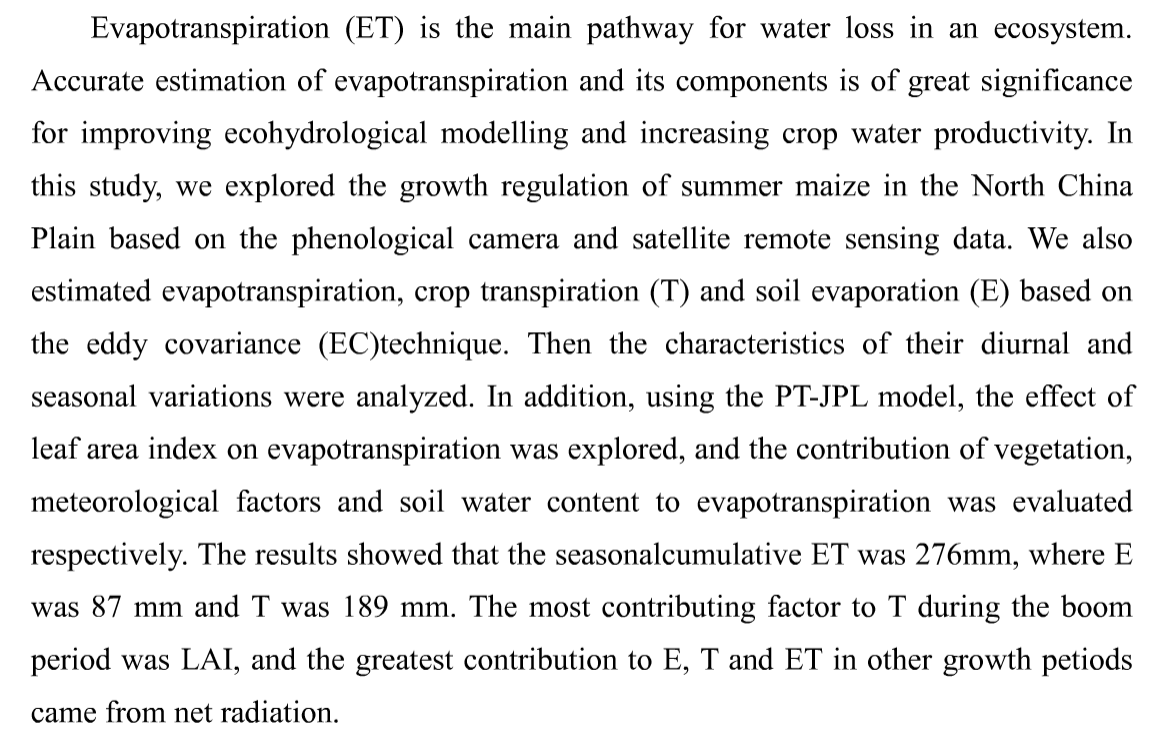 Evapotranspiration (ET) is the main pathway for water loss in an ecosystem.
Accurate estimation of evapotranspiration and its components is of great significance
for improving ecohydrological modelling and increasing crop water productivity. In
this study, we explored the growth regulation of summer maize in the North China
Plain based on the phenological camera and satellite remote sensing data. We also
estimated evapotranspiration, crop transpiration (T) and soil evaporation (E) based on
the eddy covariance (EC)technique. Then the characteristics of their diurnal and
seasonal variations were analyzed. In addition, using the PT-JPL model, the effect of
leaf area index on evapotranspiration was explored, and the contribution of vegetation,
meteorological factors and soil water content to evapotranspiration was evaluated
respectively. The results showed that the seasonalcumulative ET was 276mm, where E
was 87 mm and T was 189 mm. The most contributing factor to T during the boom
period was LAI, and the greatest contribution to E, T and ET in other growth petiods
came from net radiation.